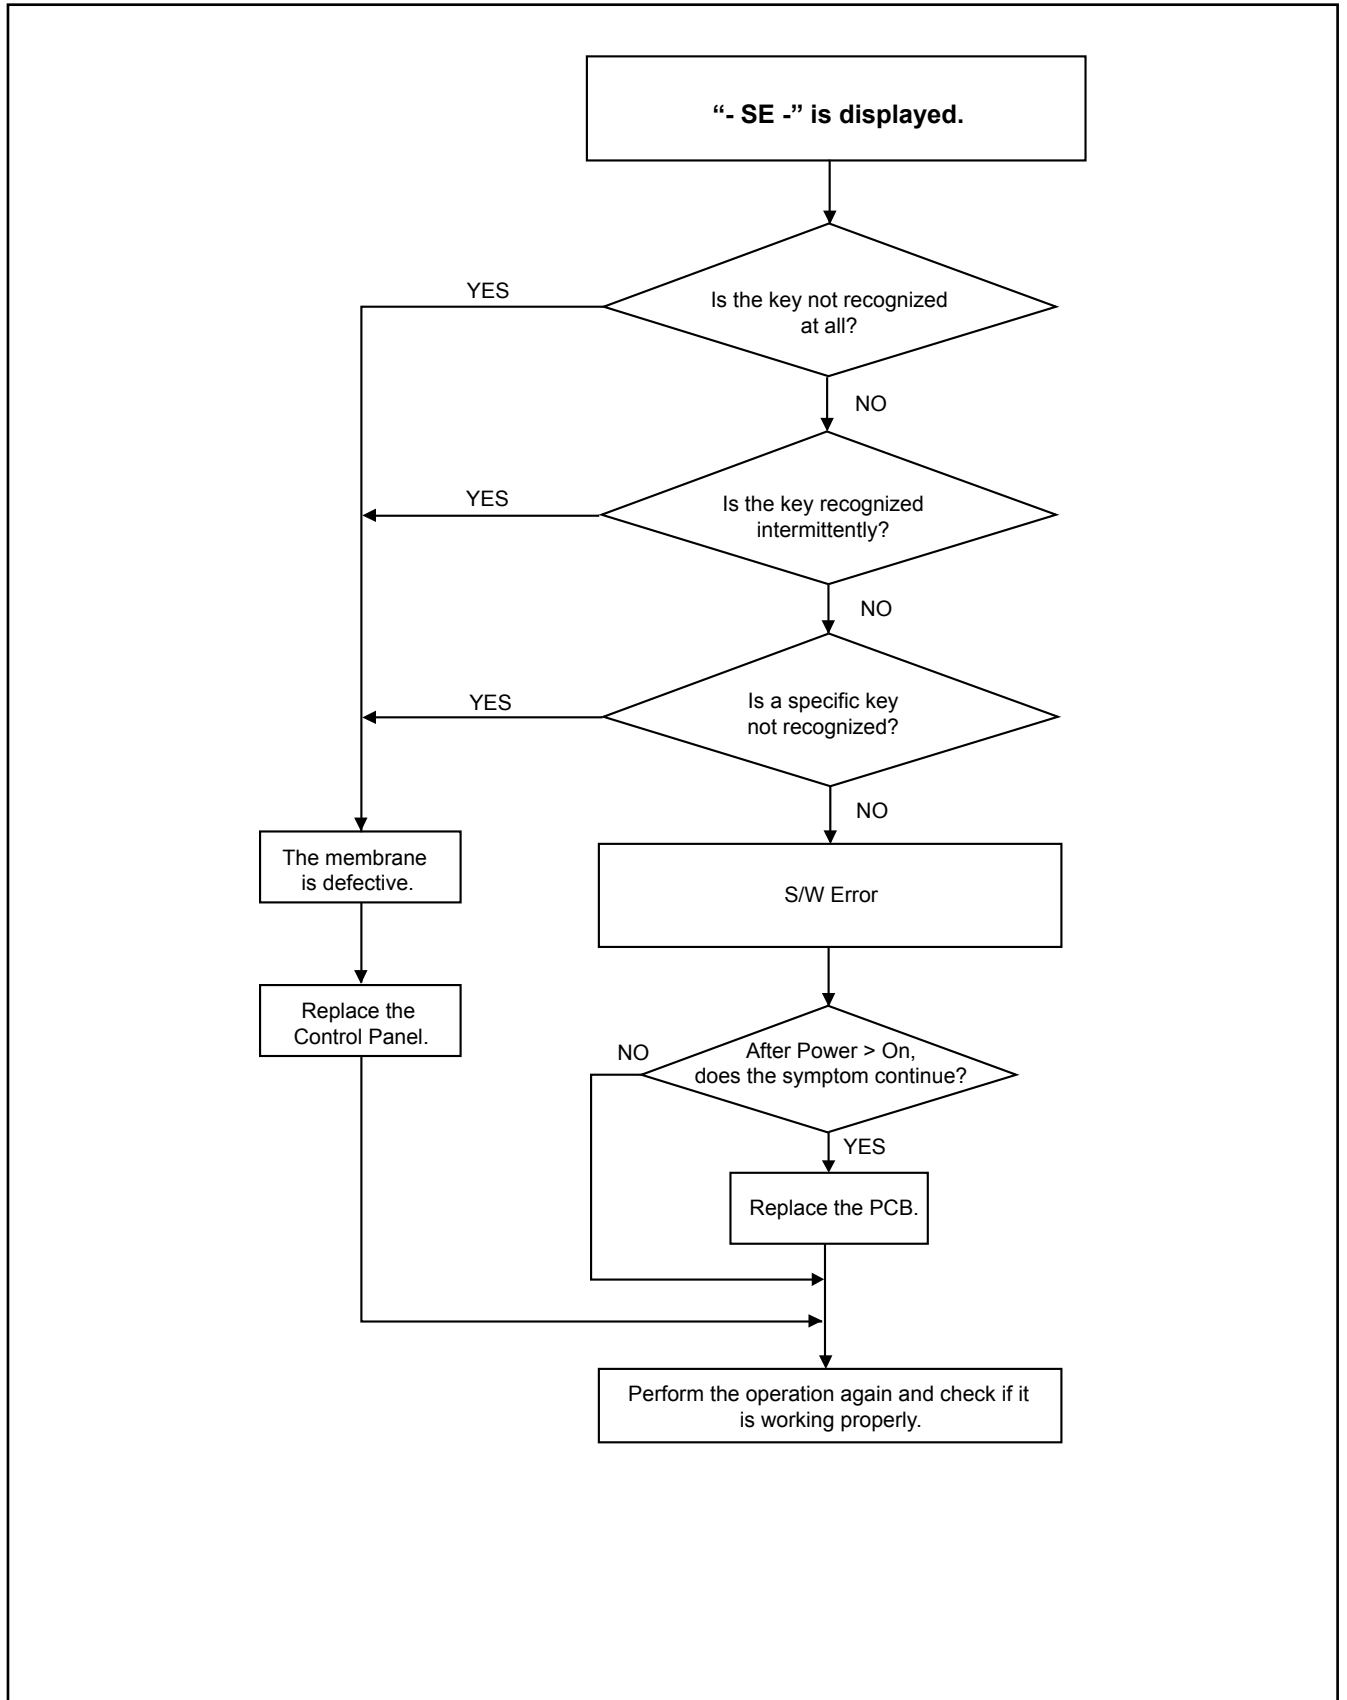 “- SE -” is displayed.
YES
Is the key not recognized
at all?
NO
YES
Is the key recognized
intermittently?
NO
YES
Is a specific key
not recognized?
NO
The membrane
is defective.
S/W Error
Replace the
Control Panel.
NO
After Power > On,
does the symptom continue?
YES
Replace the PCB.
Perform the operation again and check if it
is working properly.